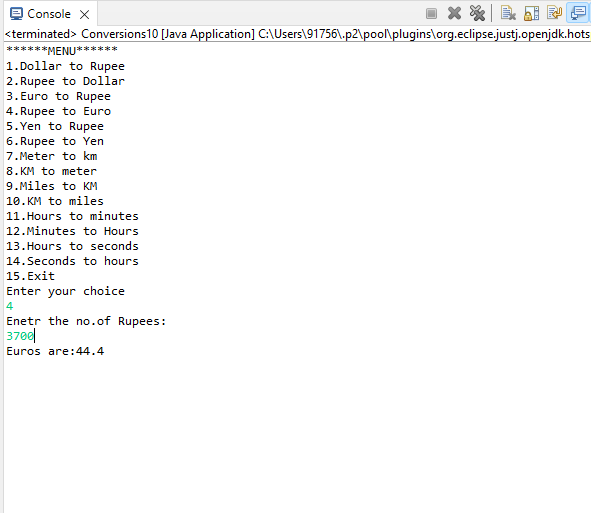 Console
<terminated> Conversions10 [Java Application] C:\Users\91756\.p2\pool\plugins\org.eclipse.justj.openjdk.hots
******MENU******
1.Dollar to Rupee
2.Rupee to Dollar
3.Euro to Rupee
4.Rupee to Euro
5.Yen to Rupee
6.Rupee to Yen
7.Meter to km
8.KM to meter
9.Miles to KM
10.KM to miles
11.Hours to minutes
12.Minutes to Hours
13.Hours to seconds
14.Seconds to hours
15.Exit
Enter your choice
4
Enetr the no.of Rupees:
3700
Euros are:44.4